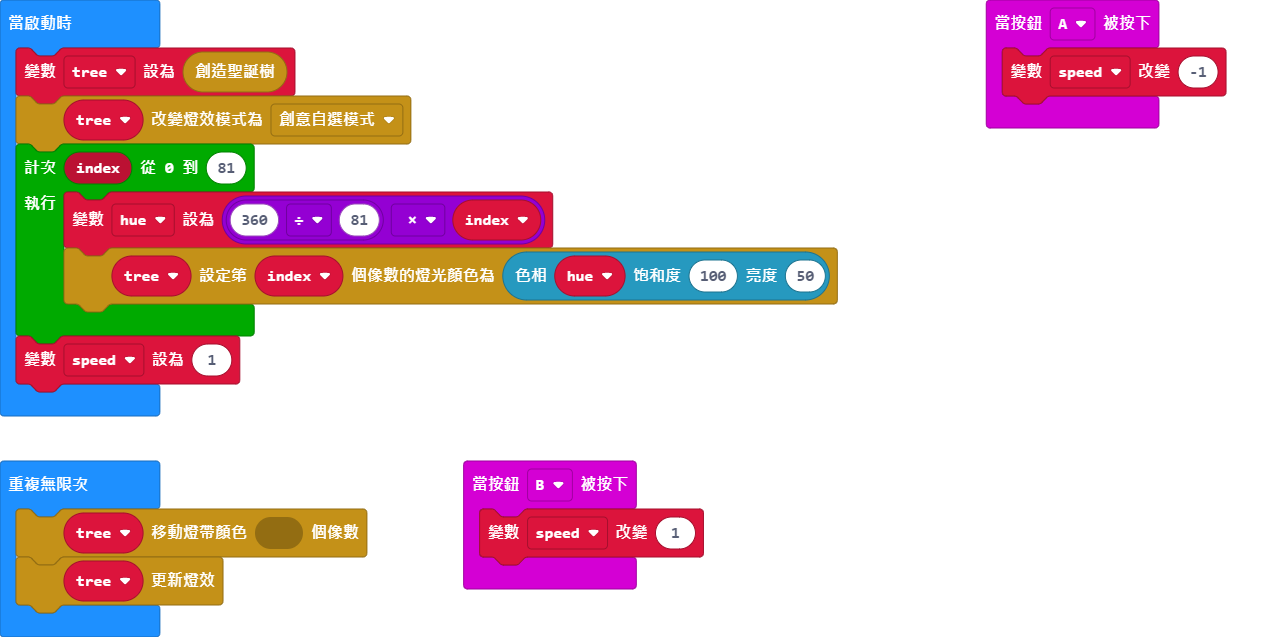 當啟動時
變數 tree 設為 創造聖誕樹
tree 改變燈效模式為 創意自選模式
計次 index 從 0 到 81
執行
變數 hue 設為 360 ÷ 81 × index
tree 設定第 index 個像數的燈光顏色為 色相 hue 饱和度 100 亮度 50
變數 speed 設為 1
當按鈕 A 被按下
變數 speed 改變 -1
重複無限次
tree 移動燈帶顏色 個像數
tree 更新燈效
當按鈕 B 被按下
變數 speed 改變 1